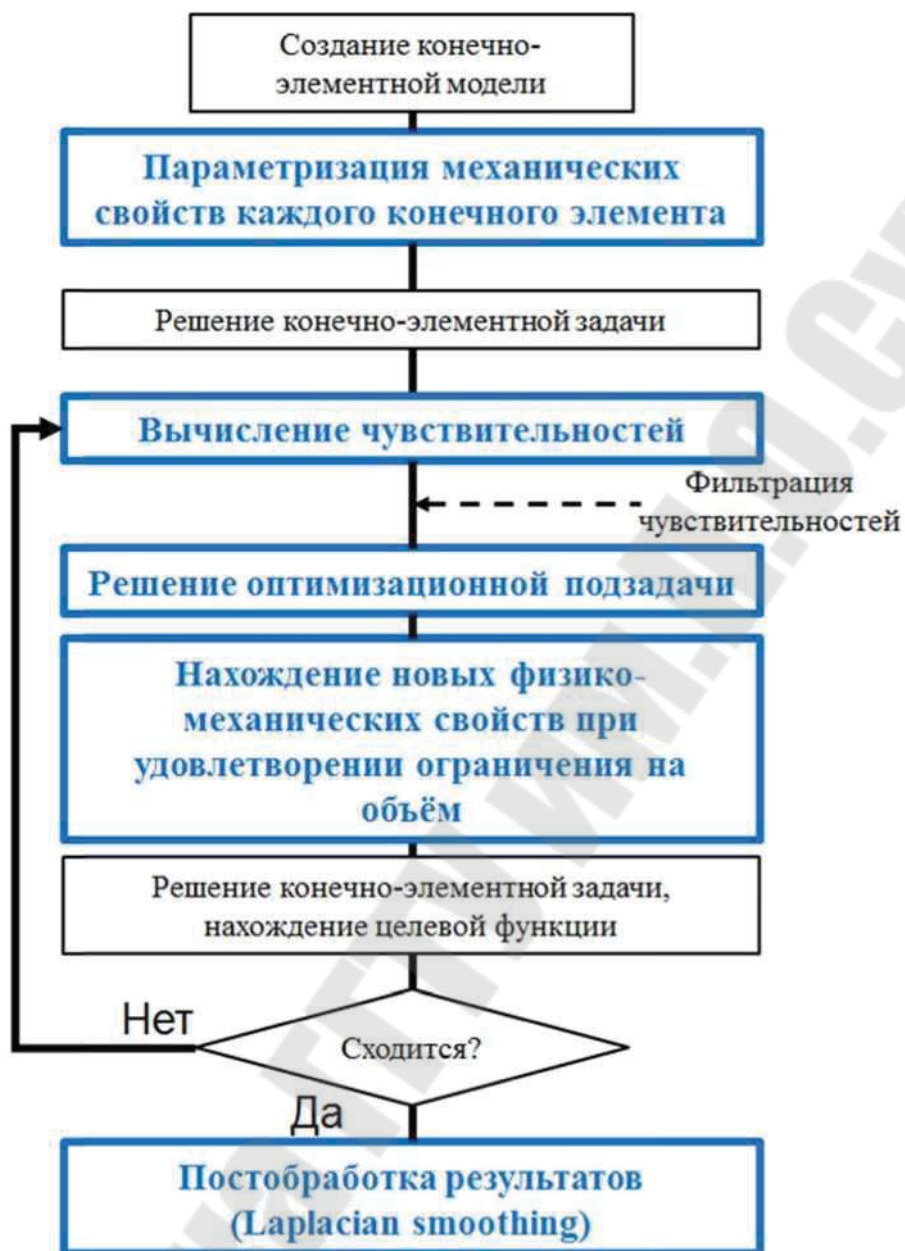 Создание конечно-
элементной модели
Параметризация механических
свойств каждого конечного элемента
Решение конечно-элементной задачи
Вычисление чувствительностей
Фильтрация
чувствительностей
Решение оптимизационной подзадачи
Нахождение новых физико-
механических свойств при
удовлетворении ограничения на
объём
Решение конечно-элементной задачи,
нахождение целевой функции
Нет
Сходится?
Да
Постобработка результатов
(Laplacian smoothing)